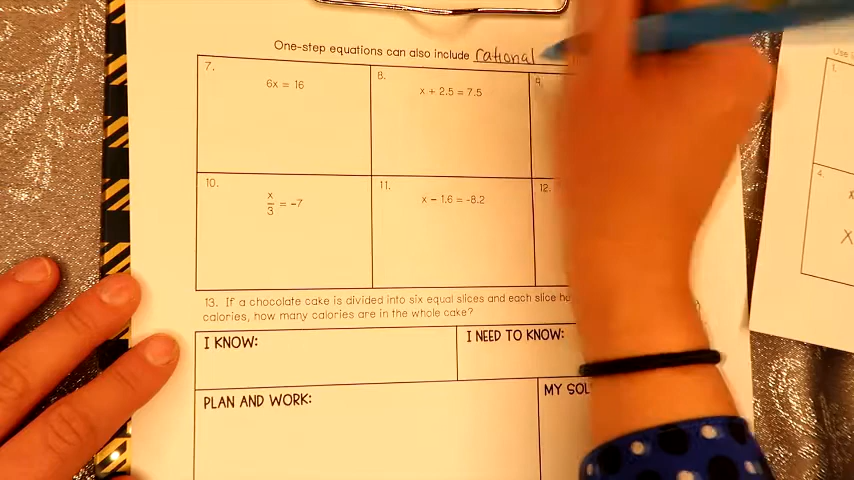 One-step equations can also include rational
7.
6x = 16
8.
x + 2.5 = 7.5
9.
10.
x/3 = -7
11.
x - 1.6 = -8.2
12.
13. If a chocolate cake is divided into six equal slices and each slice
calories, how many calories are in the whole cake?
I KNOW:
I NEED TO KNOW:
PLAN AND WORK:
MY
1.
4.
X